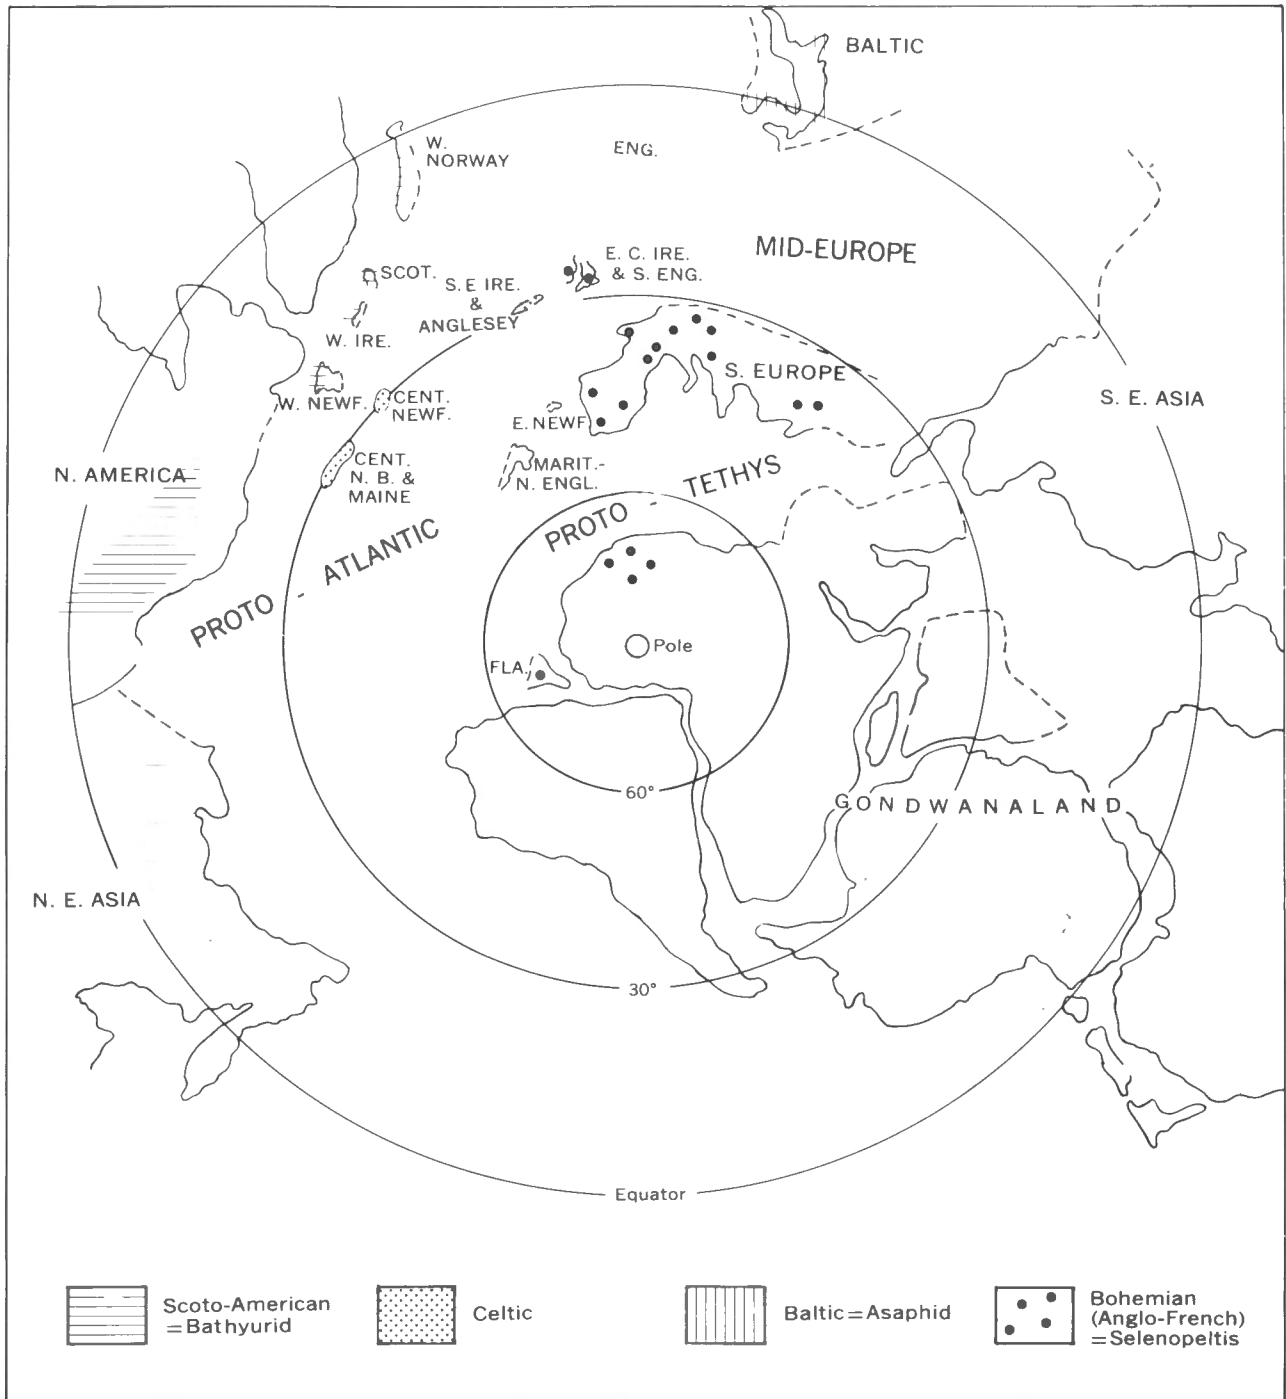 BALTIC
W.
NORWAY
ENG.
MID-EUROPE
E. C. IRE.
& S. ENG.
SCOT.
S.E IRE.
&
ANGLESEY
W. IRE.
S. EUROPE
S. E. ASIA
W. NEWF.
CENT.
NEWF.
E. NEWF.
N. AMERICA
CENT.
N. B. &
MAINE
MARIT.-
N. ENGL.
PROTO - TETHYS
PROTO - ATLANTIC
Pole
FLA.
60°
GONDWANALAND
N. E. ASIA
30°
Equator
Scoto-American
=Bathyurid
Celtic
Baltic=Asaphid
Bohemian
(Anglo-French)
=Selenopeltis